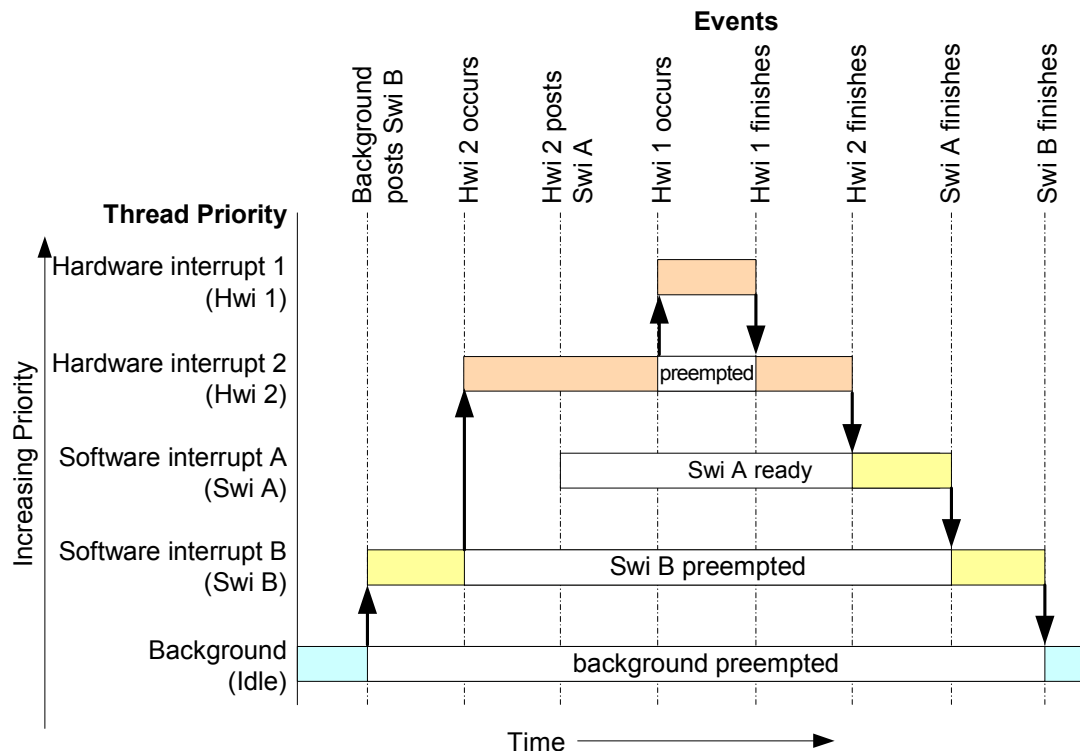 Events
Background
posts Swi B
Hwi 2 occurs
Hwi 2 posts
Swi A
Hwi 1 occurs
Hwi 1 finishes
Hwi 2 finishes
Swi A finishes
Swi B finishes
Thread Priority
Increasing Priority
Hardware interrupt 1
(Hwi 1)
Hardware interrupt 2
(Hwi 2)
preempted
Software interrupt A
(Swi A)
Swi A ready
Software interrupt B
(Swi B)
Swi B preempted
Background
(Idle)
background preempted
Time